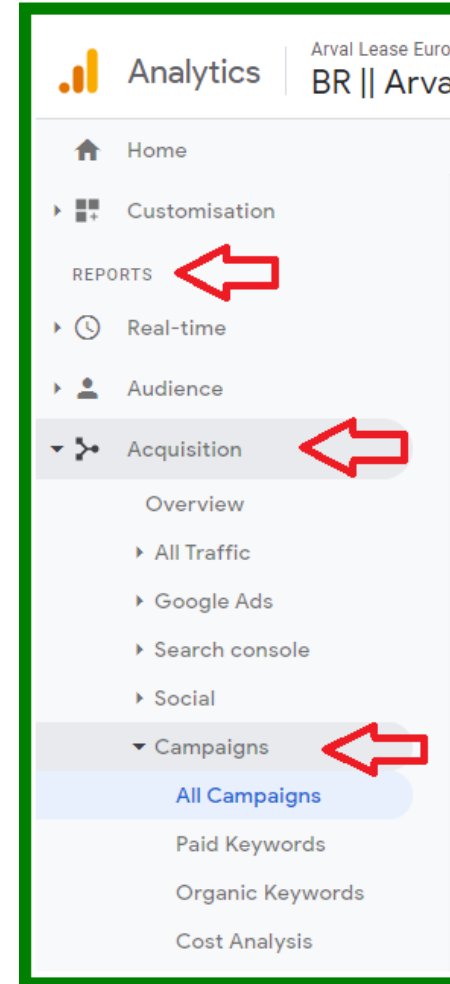 Analytics
Arval Lease Euro
BR || Arva
Home
Customisation
REPORTS
Real-time
Audience
Acquisition
Overview
All Traffic
Google Ads
Search console
Social
Campaigns
All Campaigns
Paid Keywords
Organic Keywords
Cost Analysis